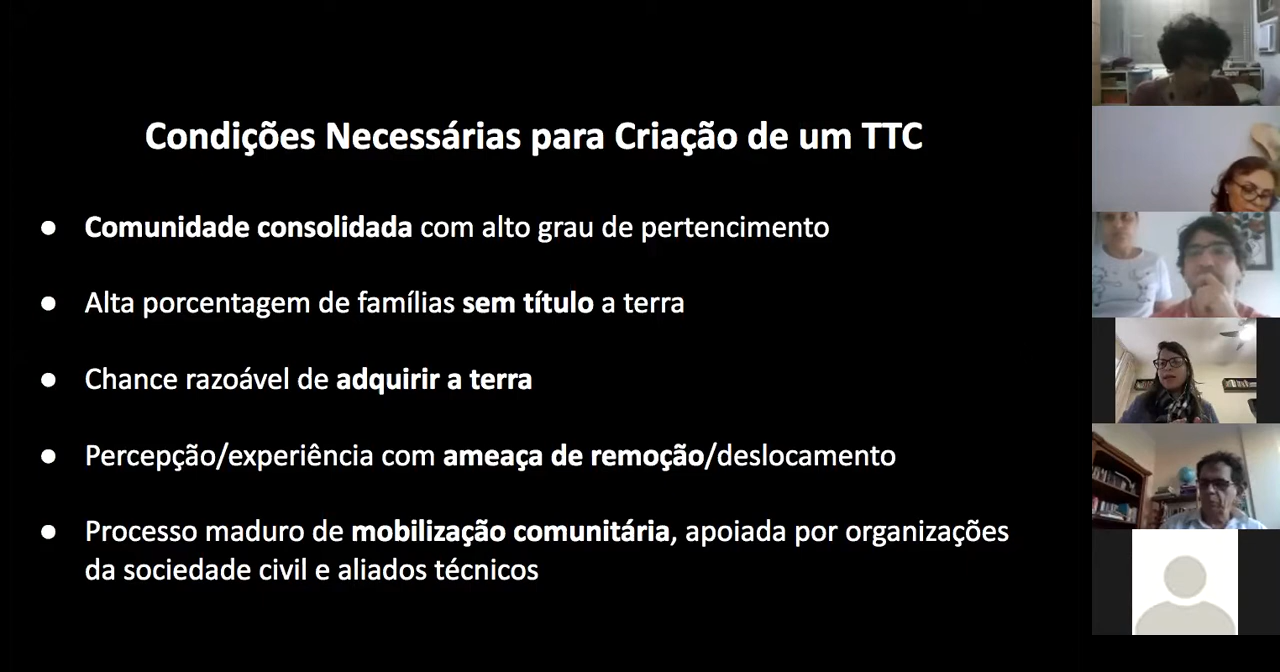 Condições Necessárias para Criação de um TTC
● Comunidade consolidada com alto grau de pertencimento
● Alta porcentagem de famílias sem título a terra
● Chance razoável de adquirir a terra
● Percepção/experiência com ameaça de remoção/deslocamento
● Processo maduro de mobilização comunitária, apoiada por organizações
da sociedade civil e aliados técnicos